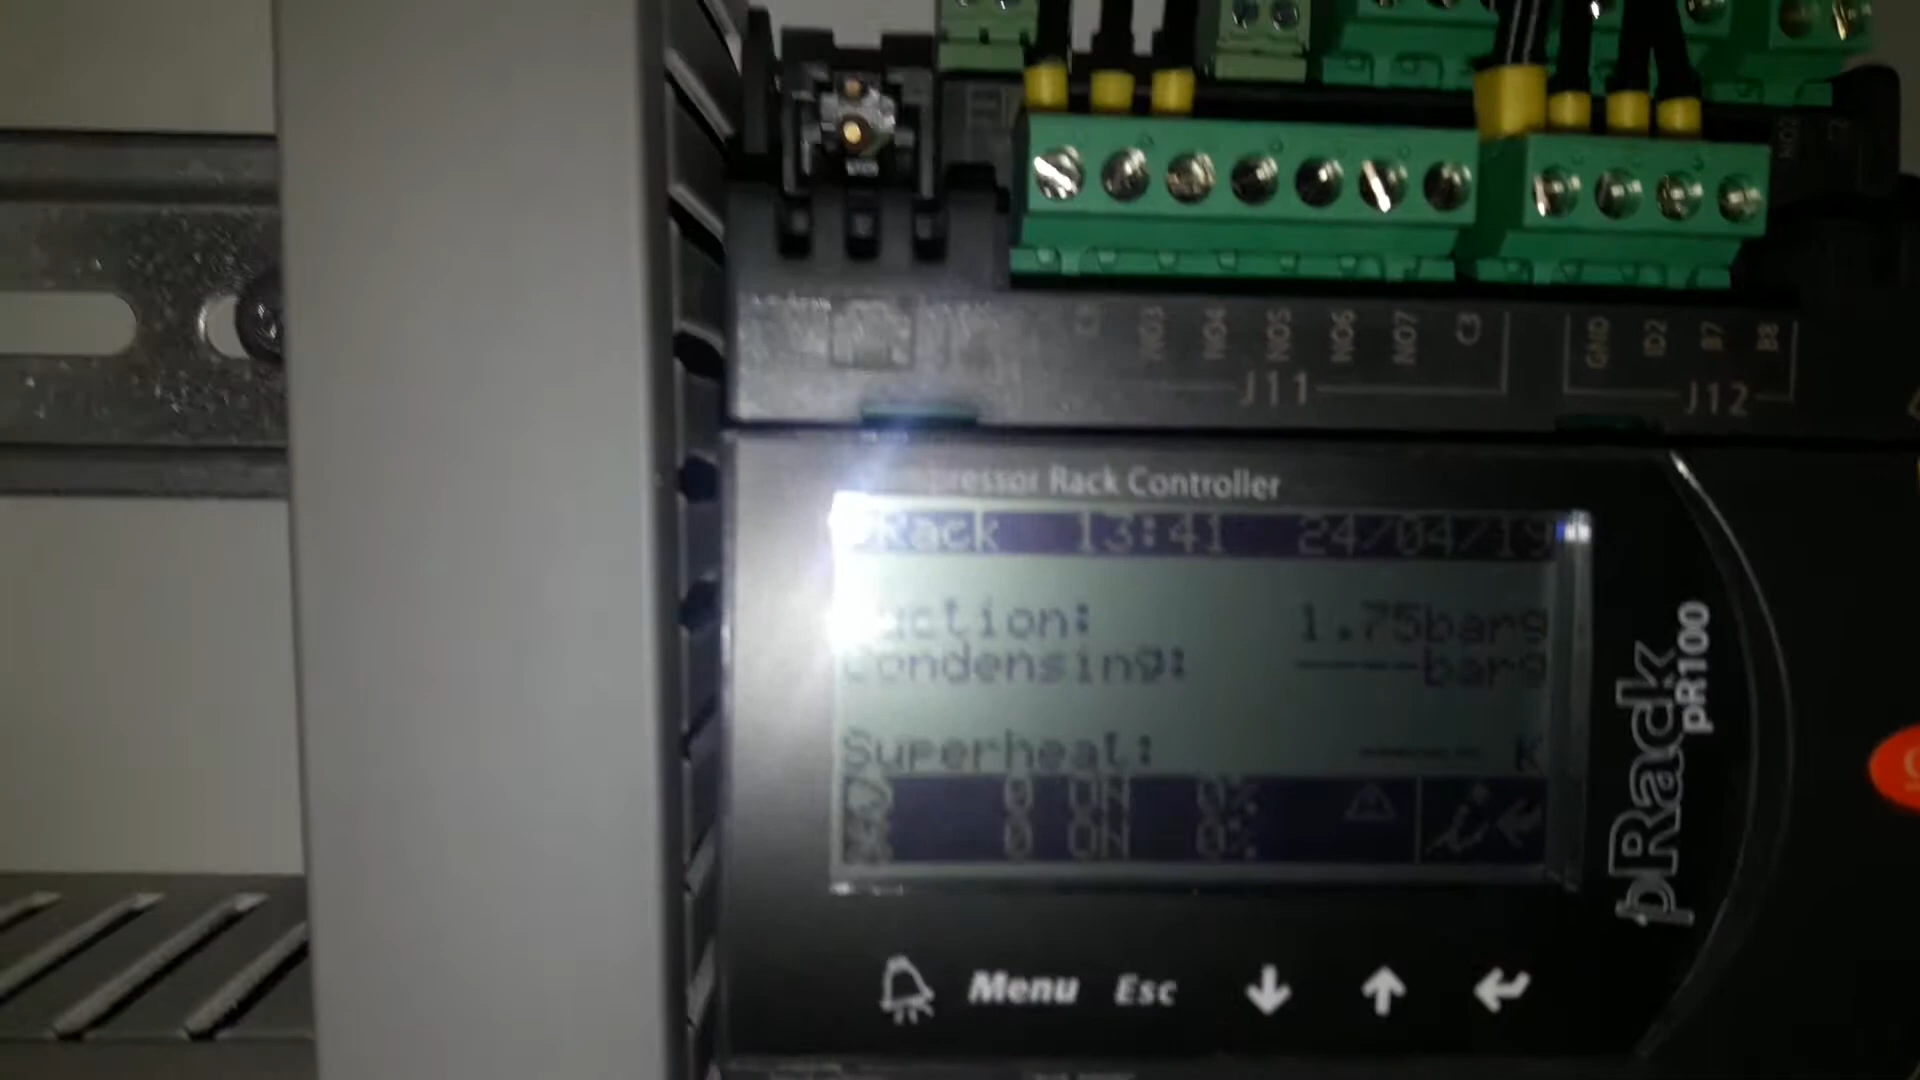 C1 NO3 NO4 NO5 NO6 NO7 C3
J11
GND ID2 B7 B8
J12
NO2
Compressor Rack Controller
pRack 13:41 24/04/19
Suction: 1.75barg
Condensing: ----barg
Superheat: ---- K
0 ON 0%
0 ON 0%
Menu Esc
pRack
pR100